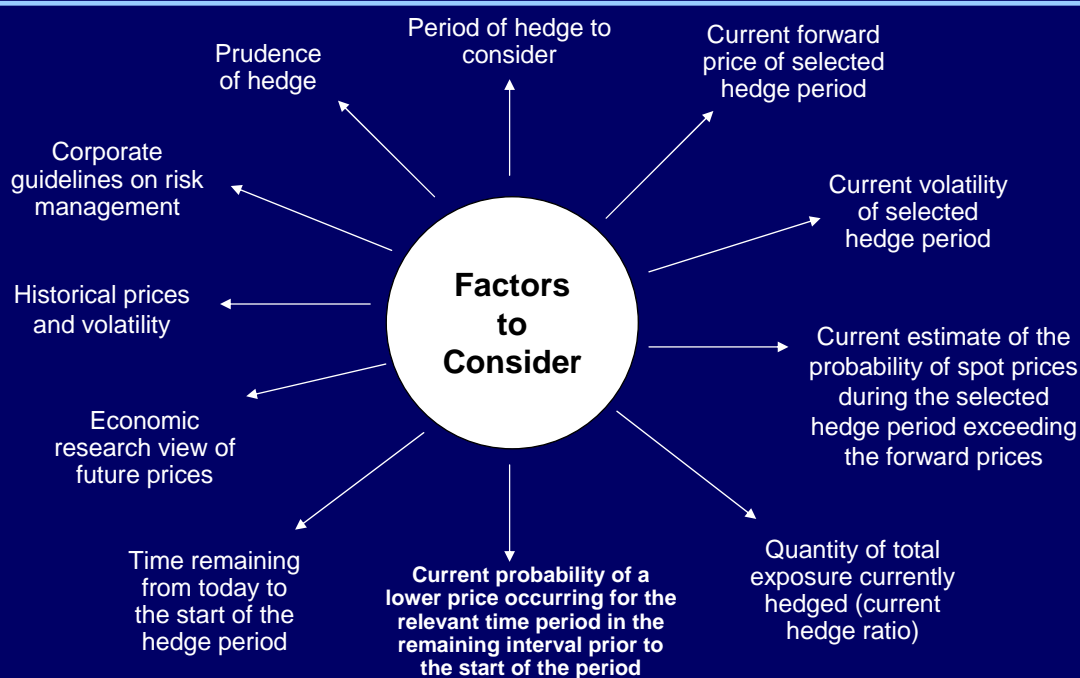 Period of hedge to
consider
Current forward
price of selected
hedge period
Prudence
of hedge
Corporate
guidelines on risk
management
Current volatility
of selected
hedge period
Factors
to
Consider
Historical prices
and volatility
Current estimate of the
probability of spot prices
during the selected
hedge period exceeding
the forward prices
Economic
research view of
future prices
Time remaining
from today to
the start of the
hedge period
Current probability of a
lower price occurring for the
relevant time period in the
remaining interval prior to
the start of the period
Quantity of total
exposure currently
hedged (current
hedge ratio)